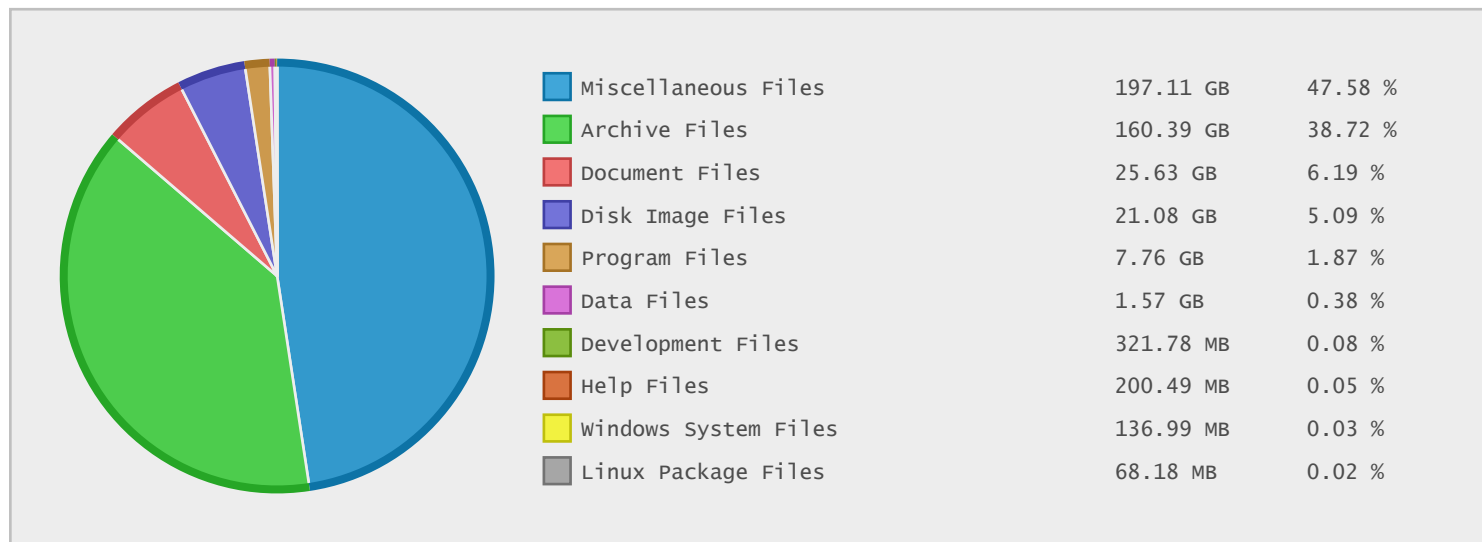 Miscellaneous Files 197.11 GB 47.58 %
Archive Files 160.39 GB 38.72 %
Document Files 25.63 GB 6.19 %
Disk Image Files 21.08 GB 5.09 %
Program Files 7.76 GB 1.87 %
Data Files 1.57 GB 0.38 %
Development Files 321.78 MB 0.08 %
Help Files 200.49 MB 0.05 %
Windows System Files 136.99 MB 0.03 %
Linux Package Files 68.18 MB 0.02 %